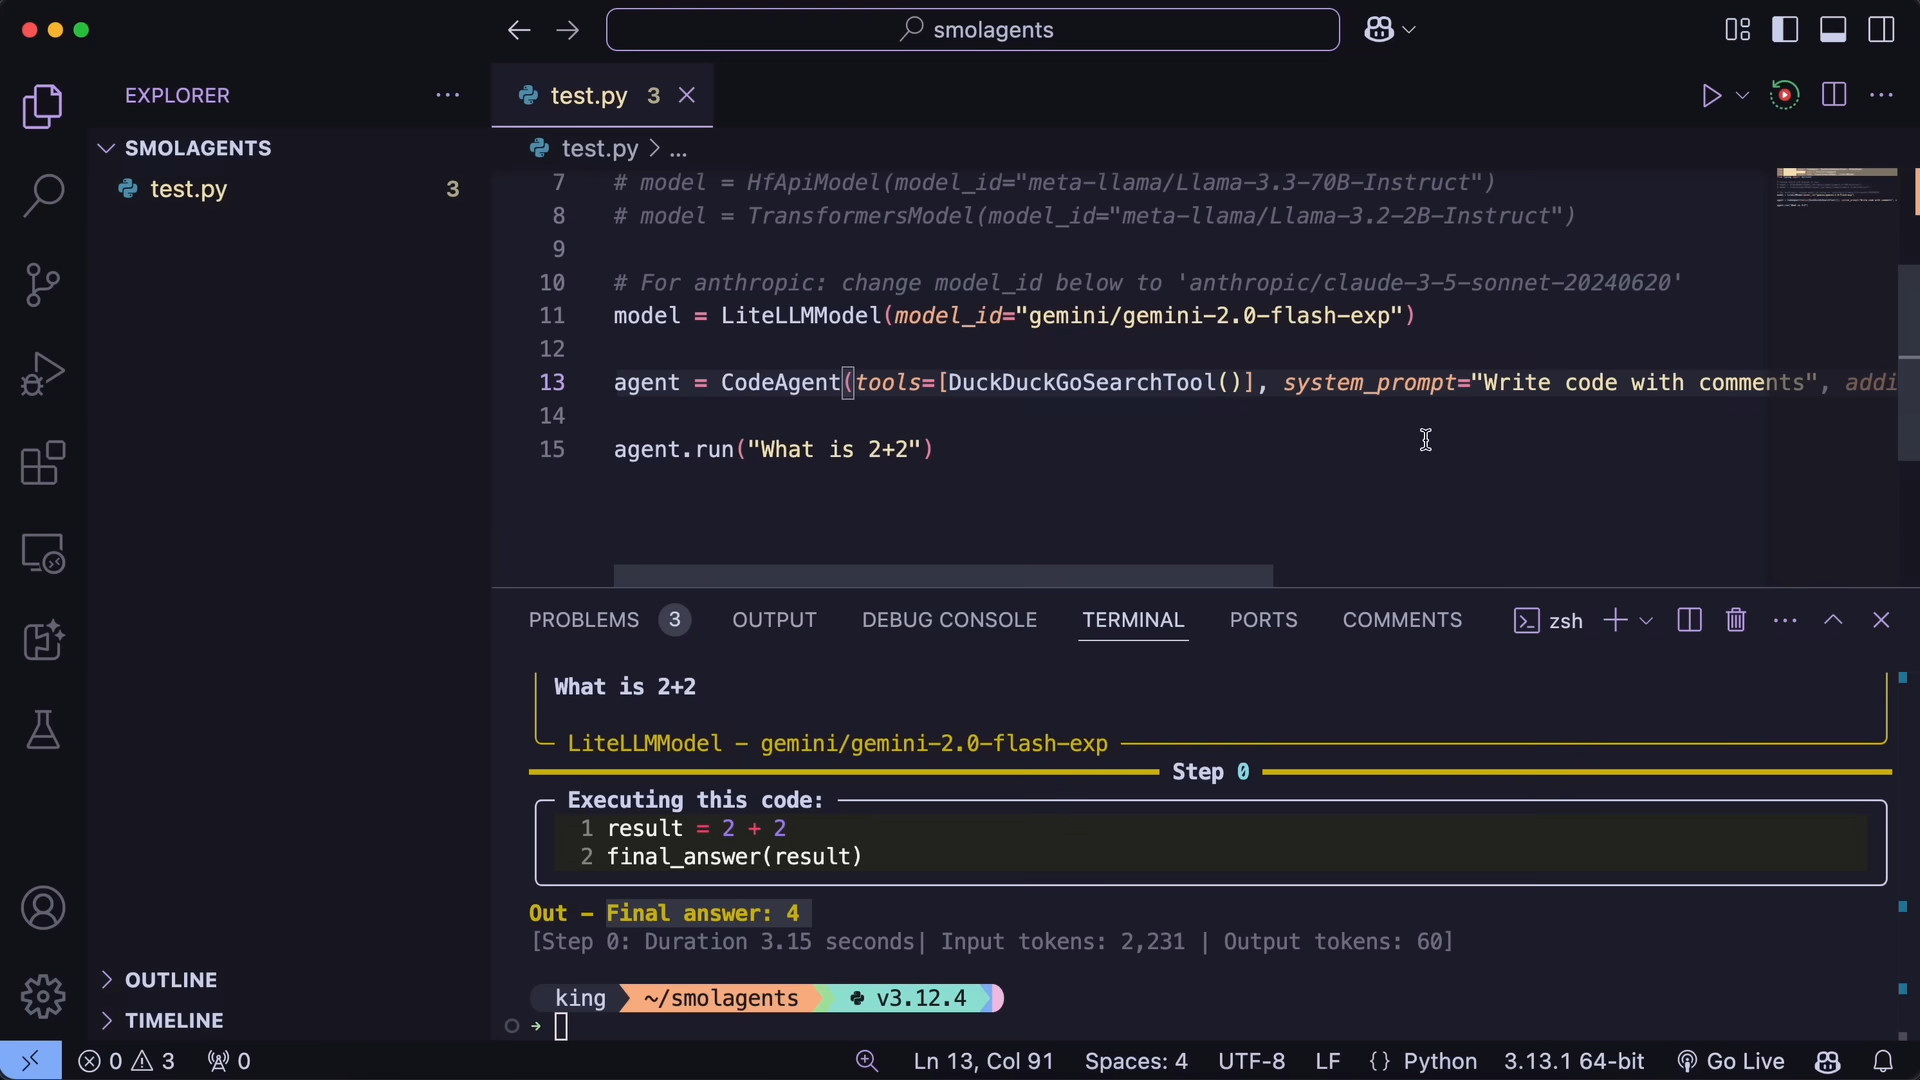 smolagents
EXPLORER
test.py 3
SMOLAGENTS
test.py 3
test.py > ...
7 # model = HfApiModel(model_id="meta-llama/Llama-3.3-70B-Instruct")
8 # model = TransformersModel(model_id="meta-llama/Llama-3.2-2B-Instruct")
9
10 # For anthropic: change model_id below to 'anthropic/claude-3-5-sonnet-20240620'
11 model = LiteLLMModel(model_id="gemini/gemini-2.0-flash-exp")
12
13 agent = CodeAgent(tools=[DuckDuckGoSearchTool()], system_prompt="Write code with comments", addi
14
15 agent.run("What is 2+2")
PROBLEMS 3 OUTPUT DEBUG CONSOLE TERMINAL PORTS COMMENTS zsh
What is 2+2
LiteLLMModel - gemini/gemini-2.0-flash-exp
Step 0
Executing this code:
1 result = 2 + 2
2 final_answer(result)
Out - Final answer: 4
[Step 0: Duration 3.15 seconds| Input tokens: 2,231 | Output tokens: 60]
king ~/smolagents v3.12.4
OUTLINE
TIMELINE
0 3 0 Ln 13, Col 91 Spaces: 4 UTF-8 LF {} Python 3.13.1 64-bit Go Live